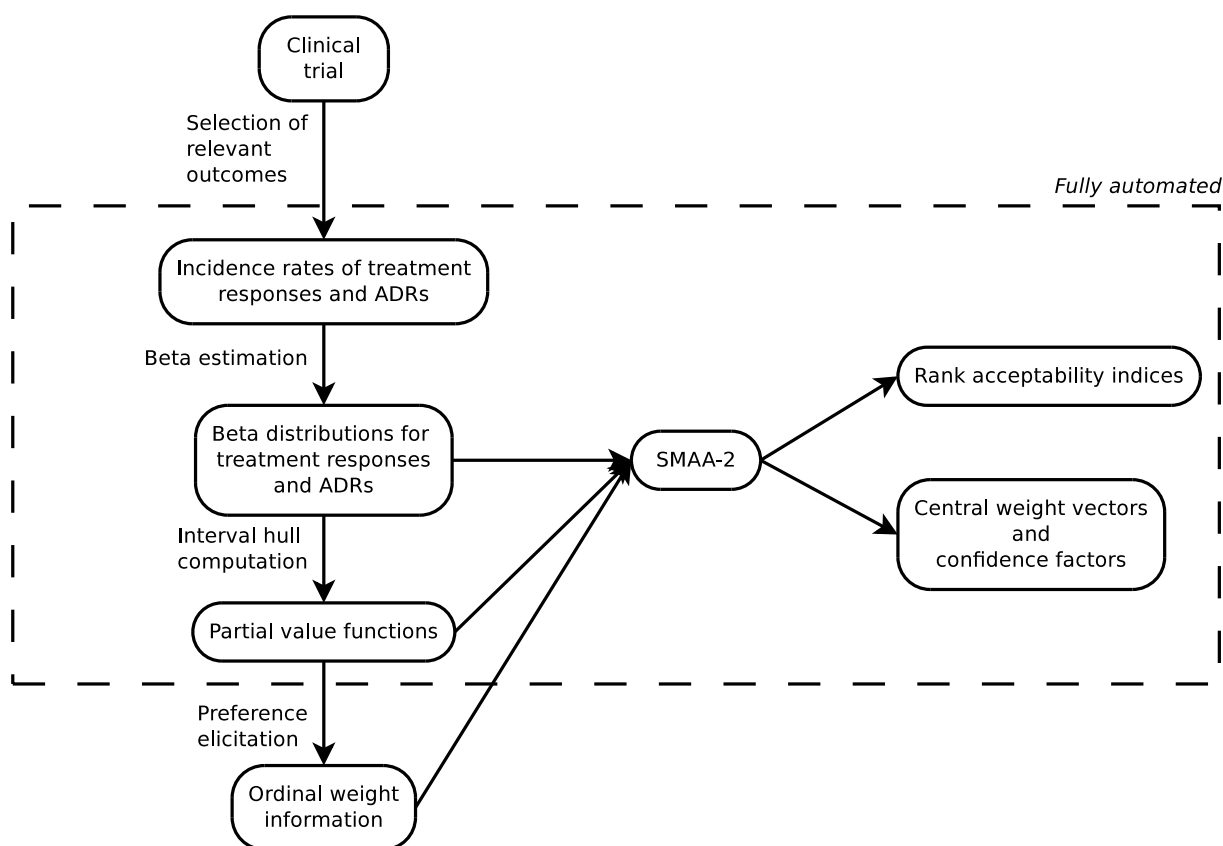 Clinical
trial
Selection of
relevant
outcomes
Fully automated
Incidence rates of treatment
responses and ADRs
Beta estimation
Beta distributions for
treatment responses
and ADRs
Interval hull
computation
Partial value functions
Preference
elicitation
Ordinal weight
information
SMAA-2
Rank acceptability indices
Central weight vectors
and
confidence factors